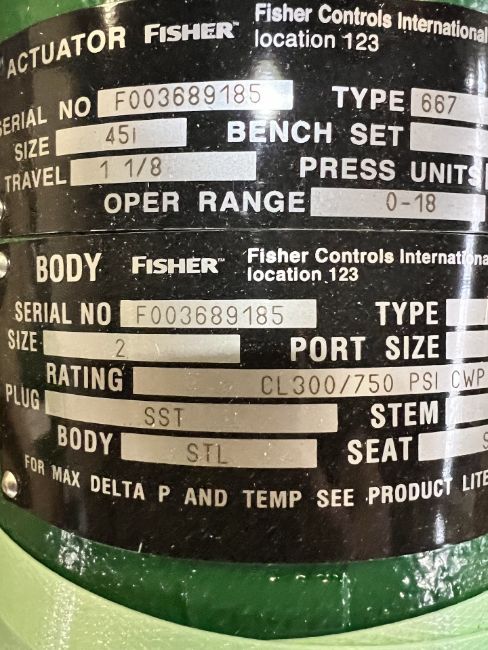 ACTUATOR FISHER™ Fisher Controls International
location 123
SERIAL NO F003689185 TYPE 667
SIZE 45I BENCH SET
TRAVEL 1 1/8 PRESS UNITS
OPER RANGE 0-18
BODY FISHER™ Fisher Controls International
location 123
SERIAL NO F003689185 TYPE
SIZE 2 PORT SIZE
RATING CL300/750 PSI CWP
PLUG SST STEM
BODY STL SEAT S
FOR MAX DELTA P AND TEMP SEE PRODUCT LITE